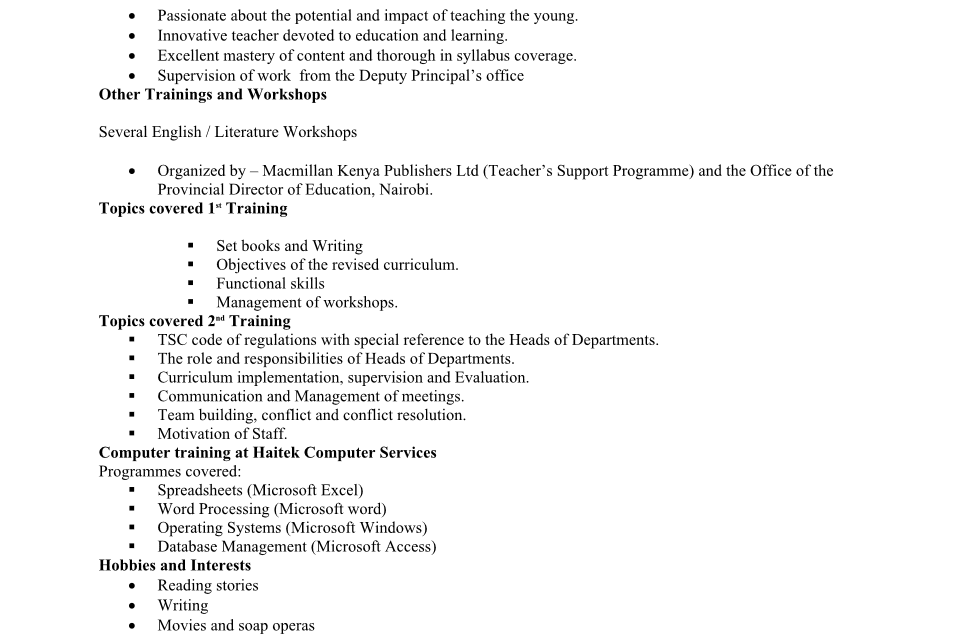 • Passionate about the potential and impact of teaching the young.
• Innovative teacher devoted to education and learning.
• Excellent mastery of content and thorough in syllabus coverage.
• Supervision of work  from the Deputy Principal’s office
Other Trainings and Workshops
Several English / Literature Workshops
• Organized by – Macmillan Kenya Publishers Ltd (Teacher’s Support Programme) and the Office of the
Provincial Director of Education, Nairobi.
Topics covered 1st Training
▪ Set books and Writing
▪ Objectives of the revised curriculum.
▪ Functional skills
▪ Management of workshops.
Topics covered 2nd Training
▪ TSC code of regulations with special reference to the Heads of Departments.
▪ The role and responsibilities of Heads of Departments.
▪ Curriculum implementation, supervision and Evaluation.
▪ Communication and Management of meetings.
▪ Team building, conflict and conflict resolution.
▪ Motivation of Staff.
Computer training at Haitek Computer Services
Programmes covered:
▪ Spreadsheets (Microsoft Excel)
▪ Word Processing (Microsoft word)
▪ Operating Systems (Microsoft Windows)
▪ Database Management (Microsoft Access)
Hobbies and Interests
• Reading stories
• Writing
• Movies and soap operas